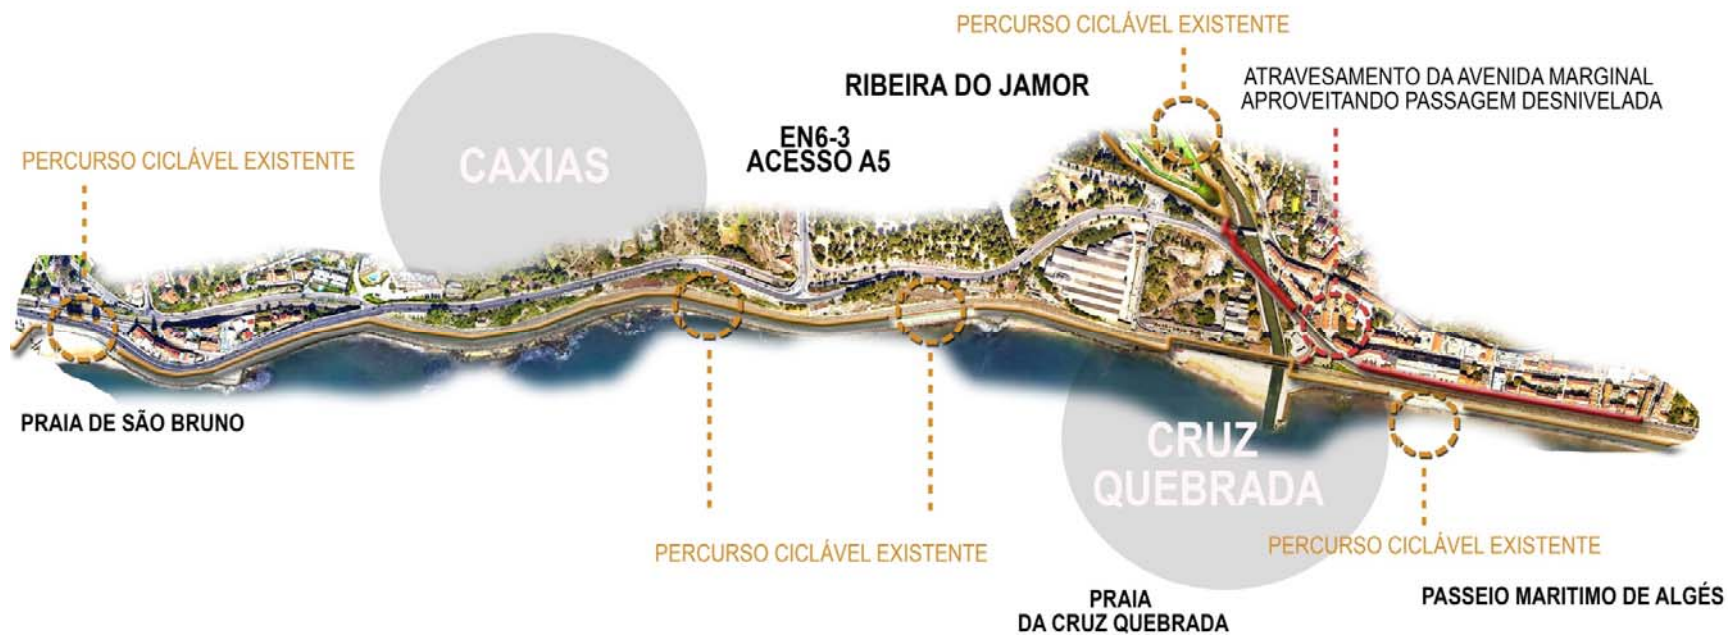 PERCURSO CICLÁVEL EXISTENTE
RIBEIRA DO JAMOR
ATRAVESAMENTO DA AVENIDA MARGINAL
APROVEITANDO PASSAGEM DESNIVELADA
EN6-3
ACESSO A5
PERCURSO CICLÁVEL EXISTENTE
CAXIAS
PRAIA DE SÃO BRUNO
CRUZ
QUEBRADA
PERCURSO CICLÁVEL EXISTENTE
PERCURSO CICLÁVEL EXISTENTE
PRAIA
DA CRUZ QUEBRADA
PASSEIO MARITIMO DE ALGÉS